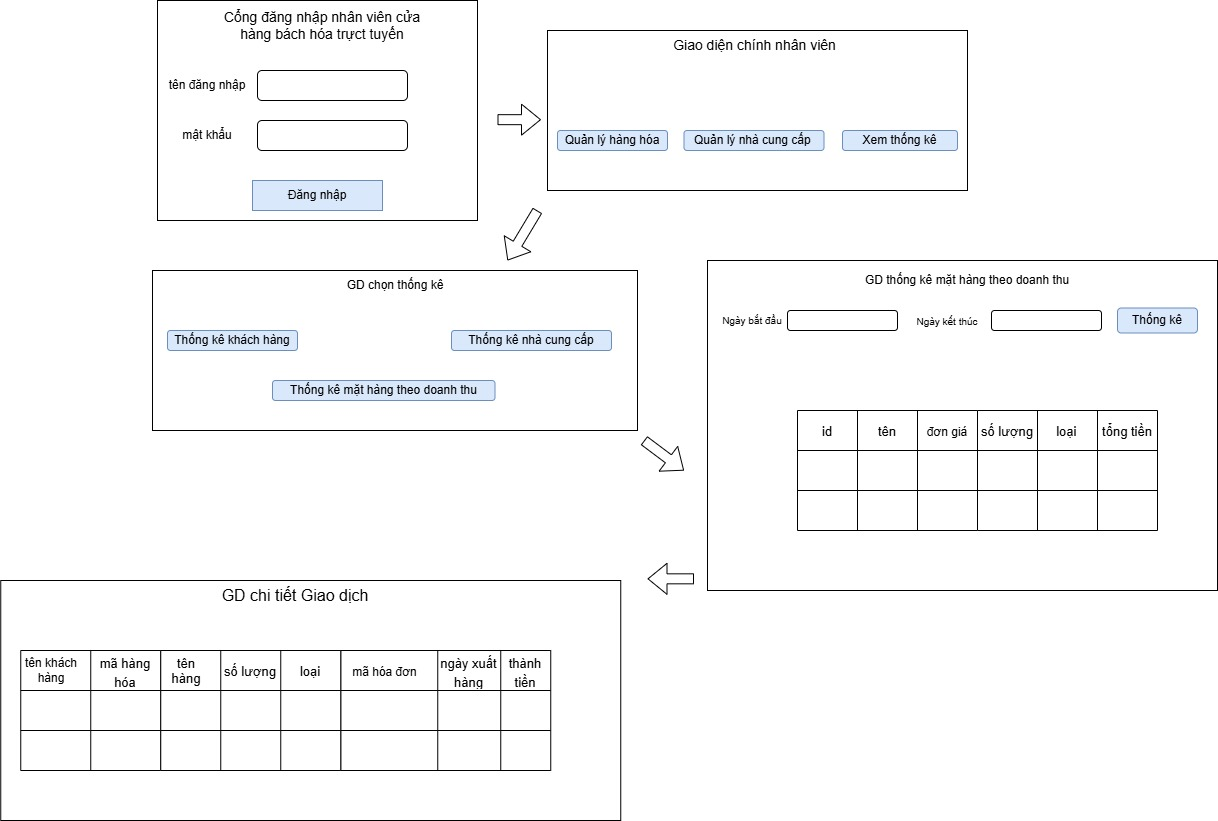 Cổng đăng nhập nhân viên cửa
hàng bách hóa trực tuyến
tên đăng nhập
mật khẩu
Đăng nhập
Giao diện chính nhân viên
Quản lý hàng hóa
Quản lý nhà cung cấp
Xem thống kê
GD chọn thống kê
Thống kê khách hàng
Thống kê nhà cung cấp
Thống kê mặt hàng theo doanh thu
GD thống kê mặt hàng theo doanh thu
Ngày bắt đầu
Ngày kết thúc
Thống kê
id
tên
đơn giá
số lượng
loại
tổng tiền
GD chi tiết Giao dịch
tên khách
hàng
mã hàng
hóa
tên
hàng
số lượng
loại
mã hóa đơn
ngày xuất
hàng
thành
tiền